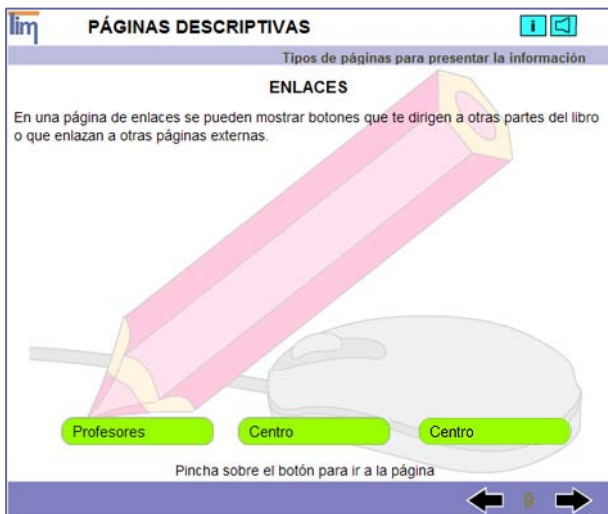 lim
PÁGINAS DESCRIPTIVAS
i
Tipos de páginas para presentar la información
ENLACES
En una página de enlaces se pueden mostrar botones que te dirigen a otras partes del libro
o que enlazan a otras páginas externas.
Profesores Centro Centro
Pincha sobre el botón para ir a la página
9